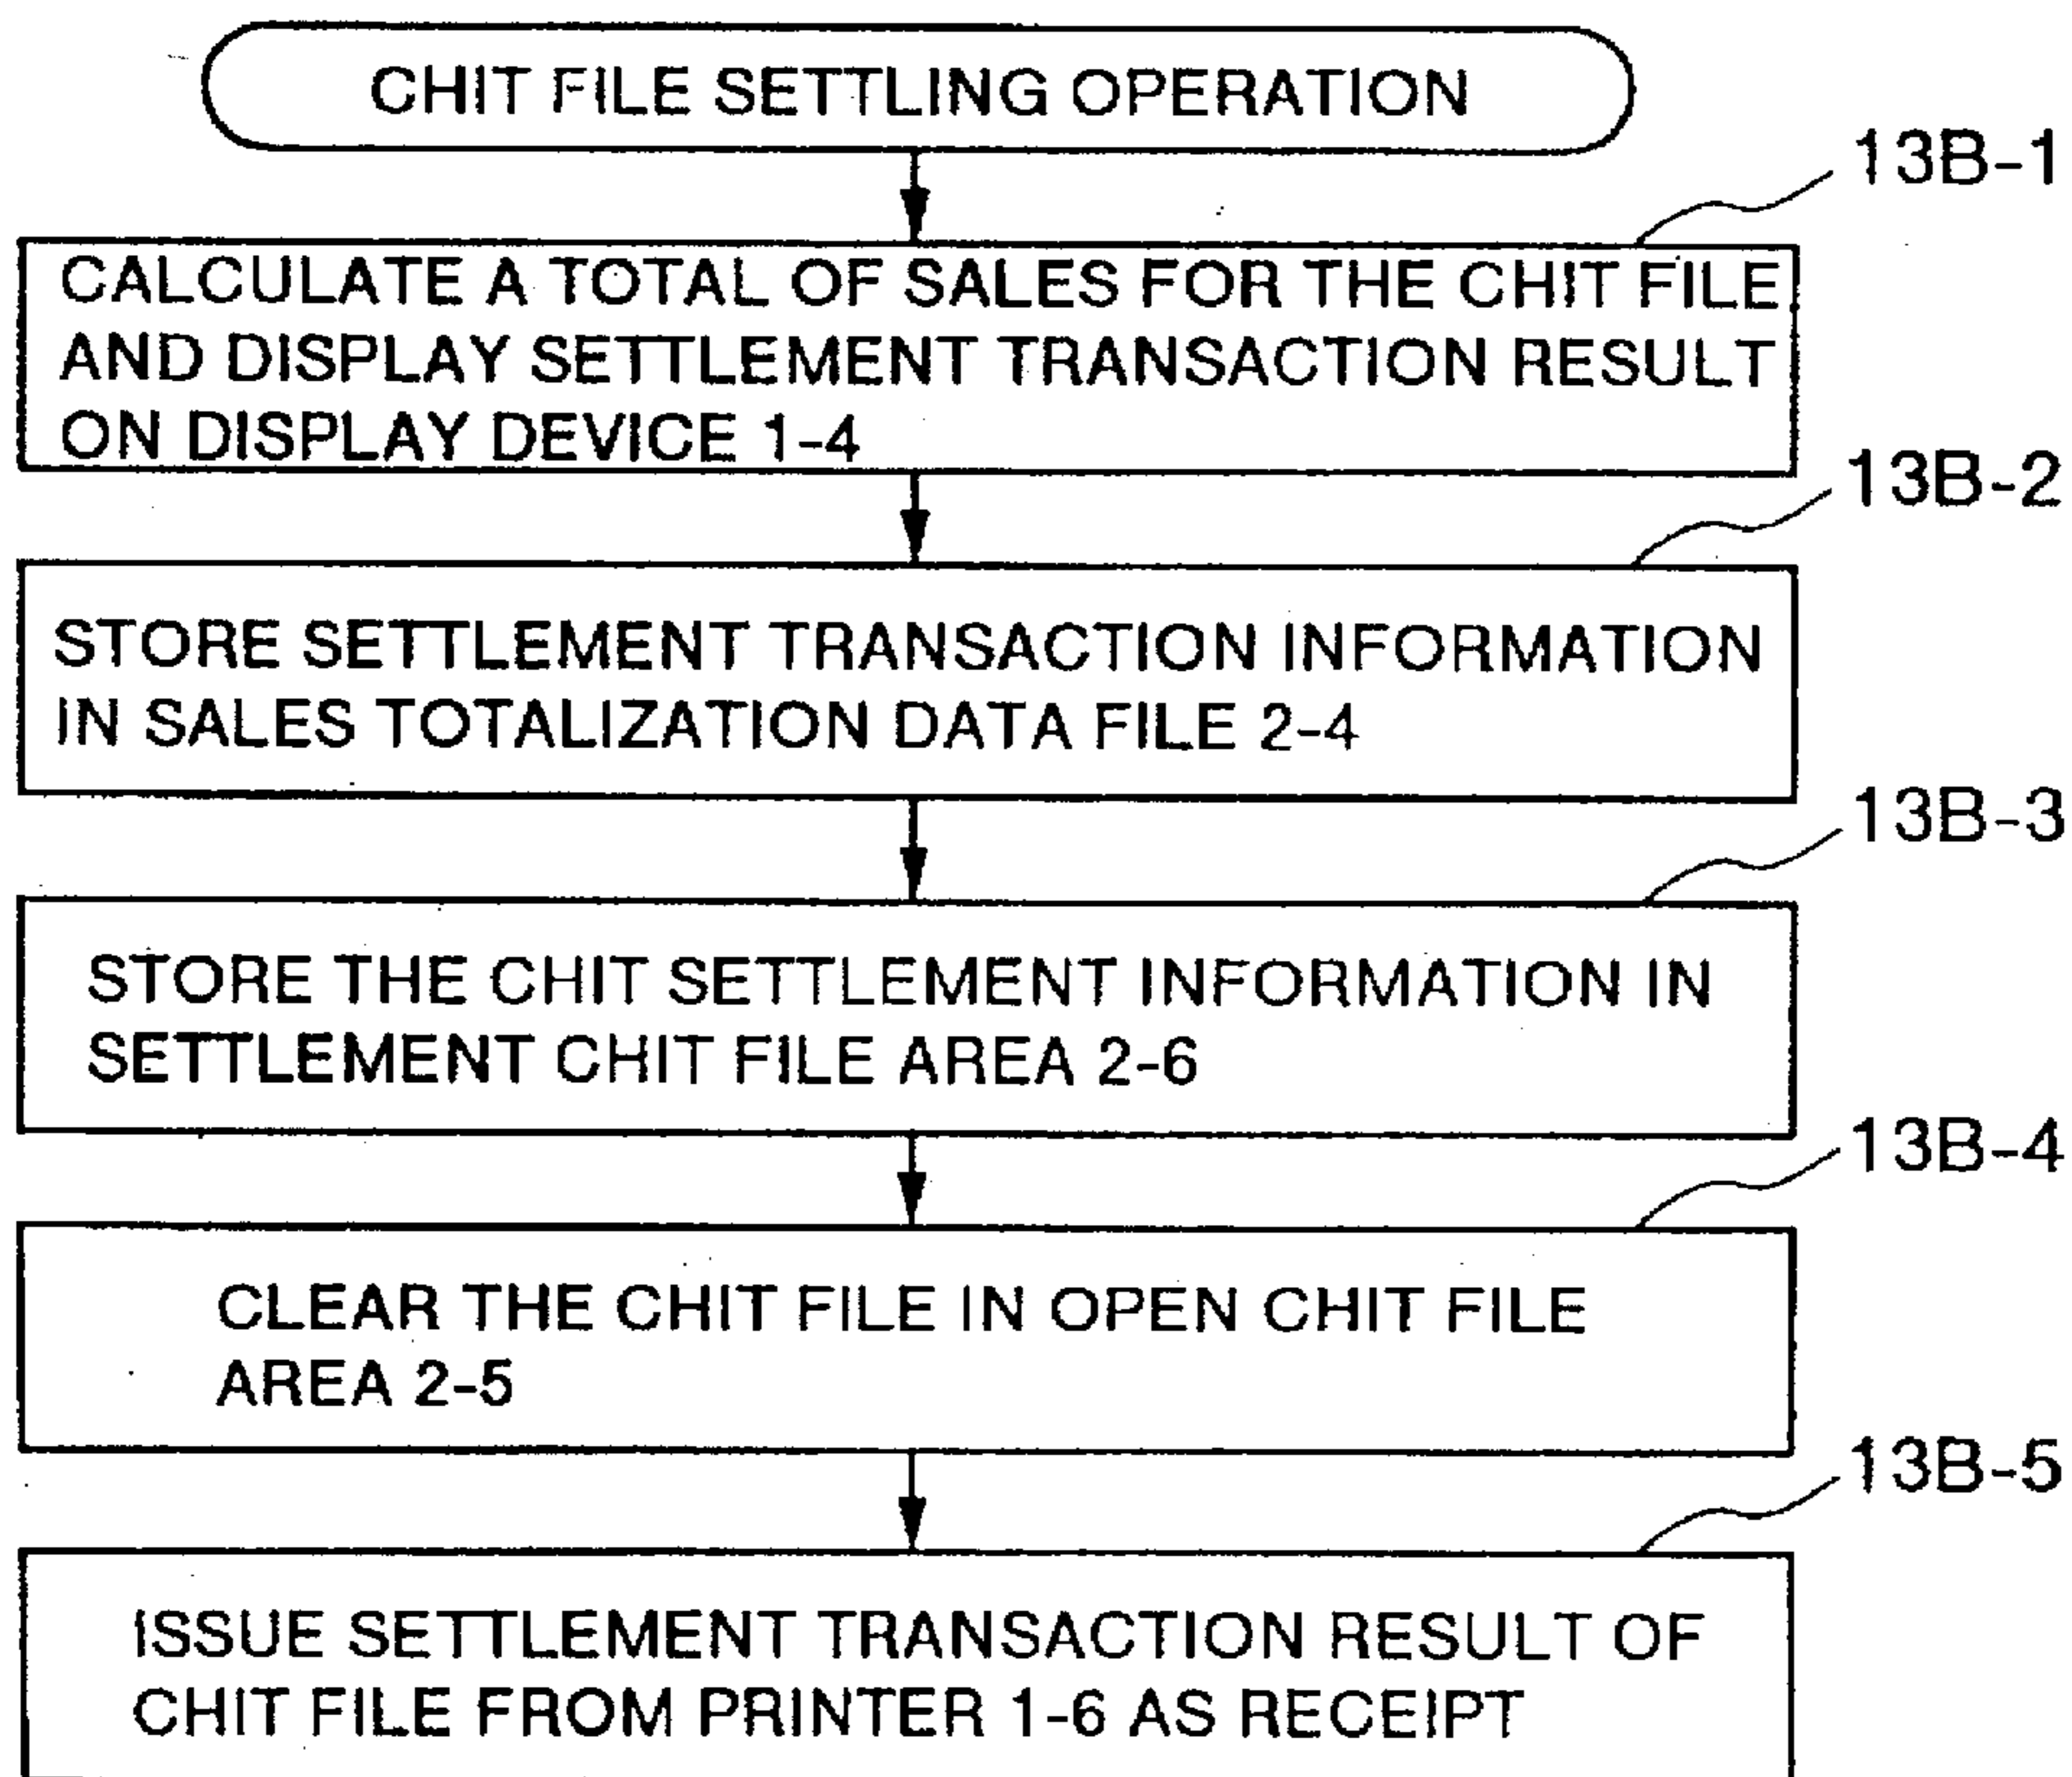 CHIT FILE SETTLING OPERATION
13B-1
CALCULATE A TOTAL OF SALES FOR THE CHIT FILE
AND DISPLAY SETTLEMENT TRANSACTION RESULT
ON DISPLAY DEVICE 1-4
13B-2
STORE SETTLEMENT TRANSACTION INFORMATION
IN SALES TOTALIZATION DATA FILE 2-4
13B-3
STORE THE CHIT SETTLEMENT INFORMATION IN
SETTLEMENT CHIT FILE AREA 2-6
13B-4
CLEAR THE CHIT FILE IN OPEN CHIT FILE
AREA 2-5
13B-5
ISSUE SETTLEMENT TRANSACTION RESULT OF
CHIT FILE FROM PRINTER 1-6 AS RECEIPT